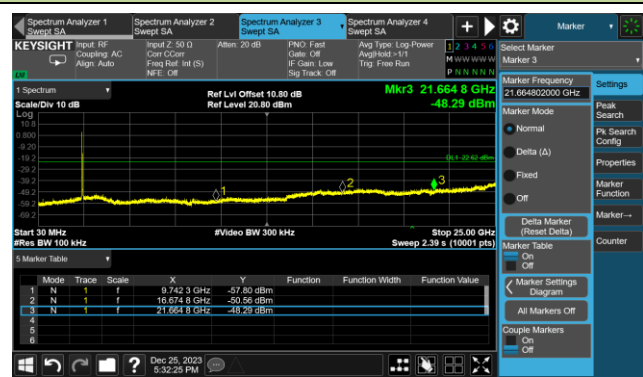 Spectrum Analyzer 1
Swept SA
Spectrum Analyzer 2
Swept SA
Spectrum Analyzer 3
Swept SA
Spectrum Analyzer 4
Swept SA
+
Marker
KEYSIGHT
Input: RF
Coupling: AC
Align: Auto
Input Z: 50 Ω
Corr CCorr
Freq Ref: Int (S)
NFE: Off
Atten: 20 dB
PNO: Fast
Gate: Off
IF Gain: Low
Sig Track: Off
Avg Type: Log-Power
Avg|Hold:>1/1
Trig: Free Run
1 2 3 4 5 6
M W W W W W
P N N N N N
LXI
1 Spectrum
Scale/Div 10 dB
Ref Lvl Offset 10.80 dB
Ref Level 20.80 dBm
Mkr3 21.664 8 GHz
-48.29 dBm
Log
10.8
0.800
-9.20
-19.2
-29.2
-39.2
-49.2
-59.2
-69.2
DL1 -22.62 dBm
1
2
3
Start 30 MHz
#Res BW 100 kHz
#Video BW 300 kHz
Stop 25.00 GHz
Sweep 2.39 s (10001 pts)
5 Marker Table
Mode Trace Scale X Y Function Function Width Function Value
1 N 1 f 9.742 3 GHz -57.80 dBm
2 N 1 f 16.674 8 GHz -50.56 dBm
3 N 1 f 21.664 8 GHz -48.29 dBm
4
5
6
Dec 25, 2023
5:32:25 PM
Select Marker
Marker 3
Marker Frequency
21.664802000 GHz
Marker Mode
Normal
Delta (Δ)
Fixed
Off
Delta Marker
(Reset Delta)
Marker Table
On
Off
Marker Settings
Diagram
All Markers Off
Couple Markers
On
Off
Settings
Peak
Search
Pk Search
Config
Properties
Marker
Function
Marker→
Counter